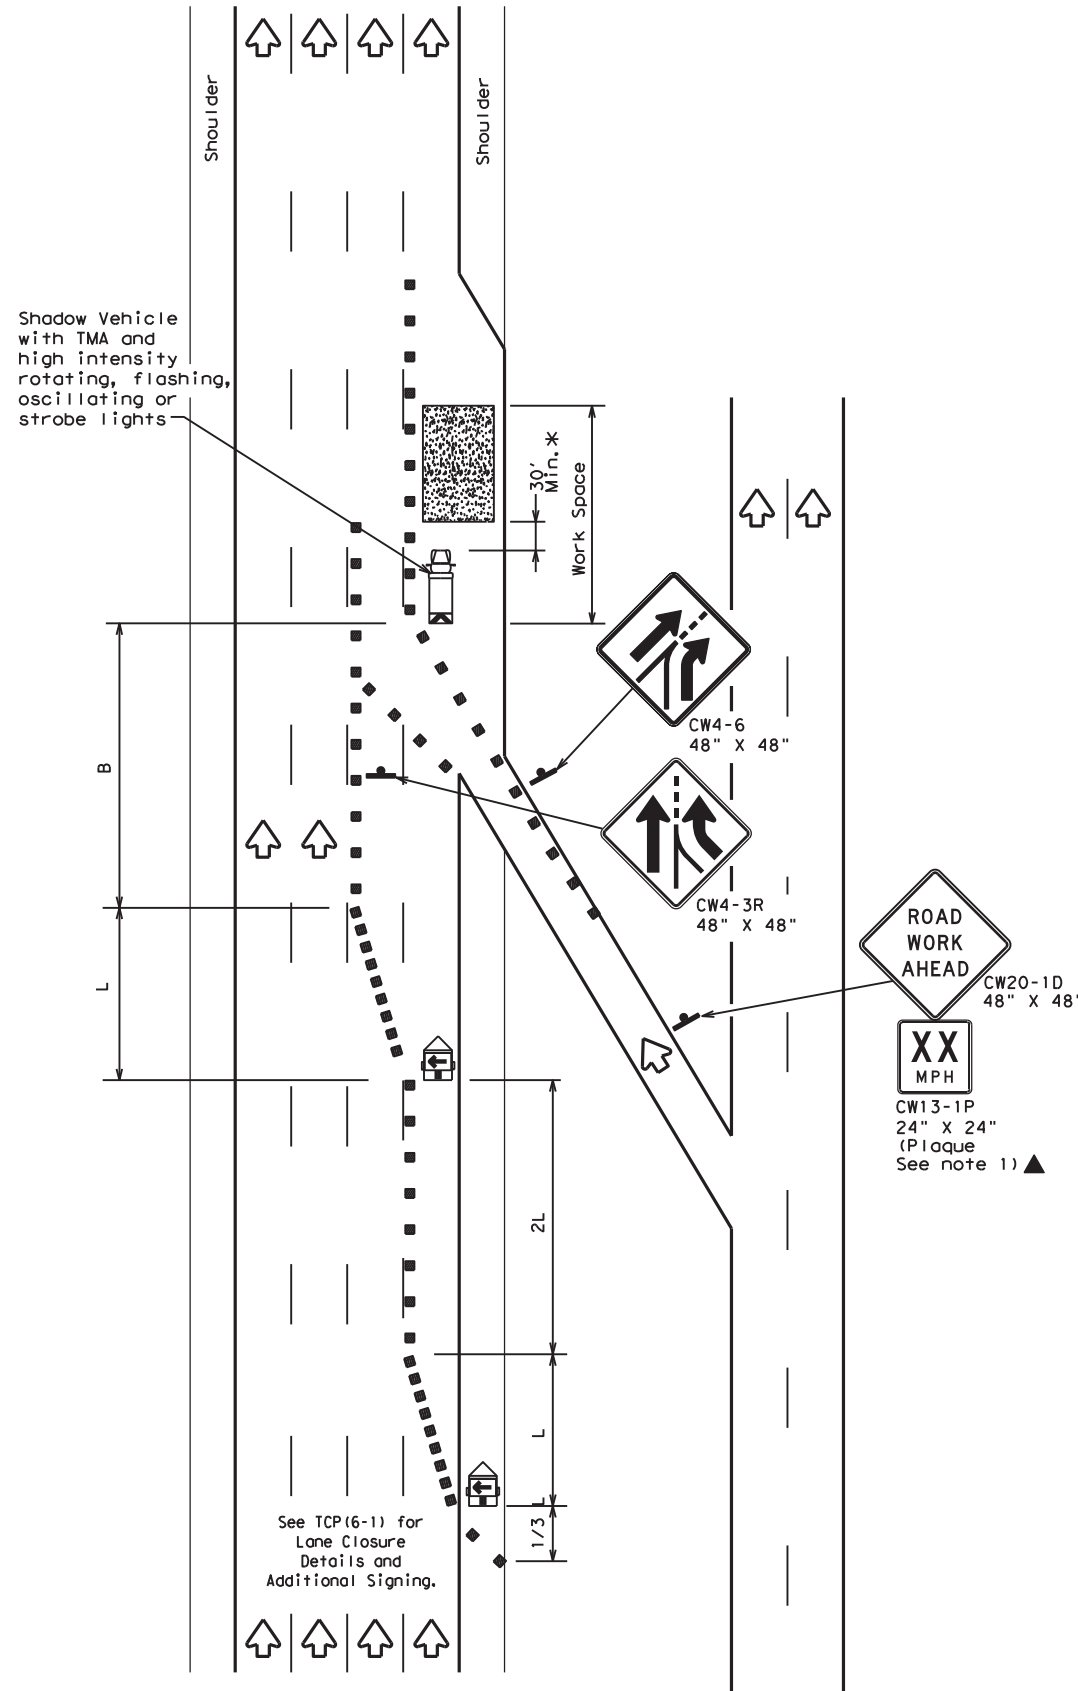 Shoulder
Shoulder
Shadow Vehicle
with TMA and
high intensity
rotating, flashing,
oscillating or
strobe lights
30'
Min.*
Work Space
CW4-6
48" X 48"
B
CW4-3R
48" X 48"
L
ROAD
WORK
AHEAD
CW20-1D
48" X 48"
XX
MPH
CW13-1P
24" X 24"
(Plaque
See note 1)▲
2L
L
1/3 L
See TCP(6-1) for
Lane Closure
Details and
Additional Signing.